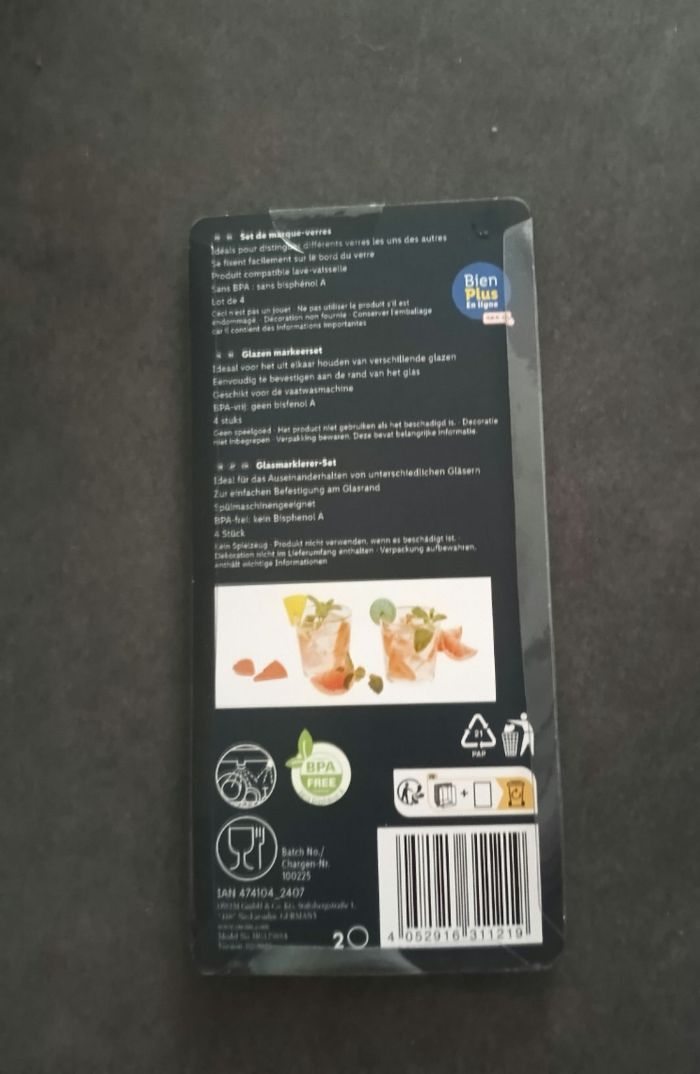 Set de marque-verres
Idéals pour distinguer différents verres les uns des autres
Se fixent facilement sur le bord du verre
Produit compatible lave-vaisselle
Sans BPA : sans bisphénol A
Lot de 4
Ceci n'est pas un jouet · Ne pas utiliser le produit s'il est
endommagé. · Décoration non fournie · Conserver l'emballage
car il contient des informations importantes
Bien
Plus
En ligne
Glazen markeerset
Ideaal voor het uit elkaar houden van verschillende glazen
Eenvoudig te bevestigen aan de rand van het glas
Geschikt voor de vaatwasmachine
BPA-vrij: geen bisfenol A
4 stuks
Geen speelgoed · Het product niet gebruiken als het beschadigd is. · Decoratie
niet inbegrepen · Verpakking bewaren. Deze bevat belangrijke informatie.
Glasmarkierer-Set
Ideal für das Auseinanderhalten von unterschiedlichen Gläsern
Zur einfachen Befestigung am Glasrand
Spülmaschinengeeignet
BPA-frei: kein Bisphenol A
4 Stück
Kein Spielzeug · Produkt nicht verwenden, wenn es beschädigt ist. ·
Dekoration nicht im Lieferumfang enthalten · Verpackung aufbewahren,
enthält wichtige Informationen
21
PAP
BPA
FREE
Batch No./
Chargen-Nr.
100225
IAN 474104_2407
GERMANY
2
4 052916 311219